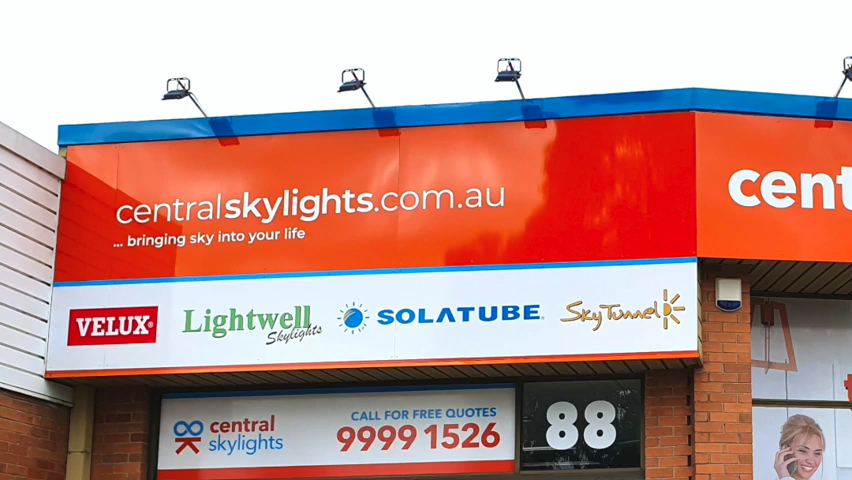 centralskylights.com.au
... bringing sky into your life
cent
VELUX®
Lightwell
Skylights
SOLATUBE
SkyTunnel
central
skylights
CALL FOR FREE QUOTES
9999 1526
88